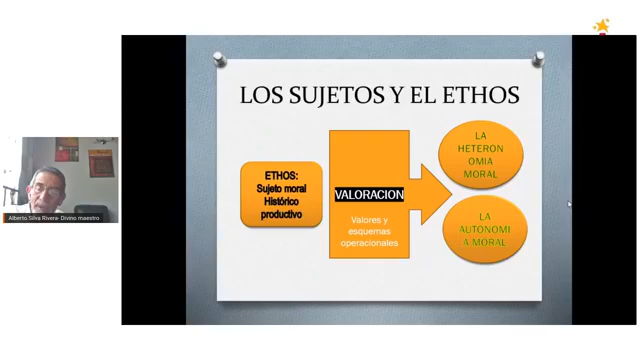 LOS SUJETOS Y EL ETHOS
ETHOS:
Sujeto moral
Histórico
productivo
VALORACION
Valores y
esquemas
operacionales
LA
HETERON
OMIA
MORAL
LA
AUTONOMI
A MORAL
Alberto Silva Rivera- Divino maestro